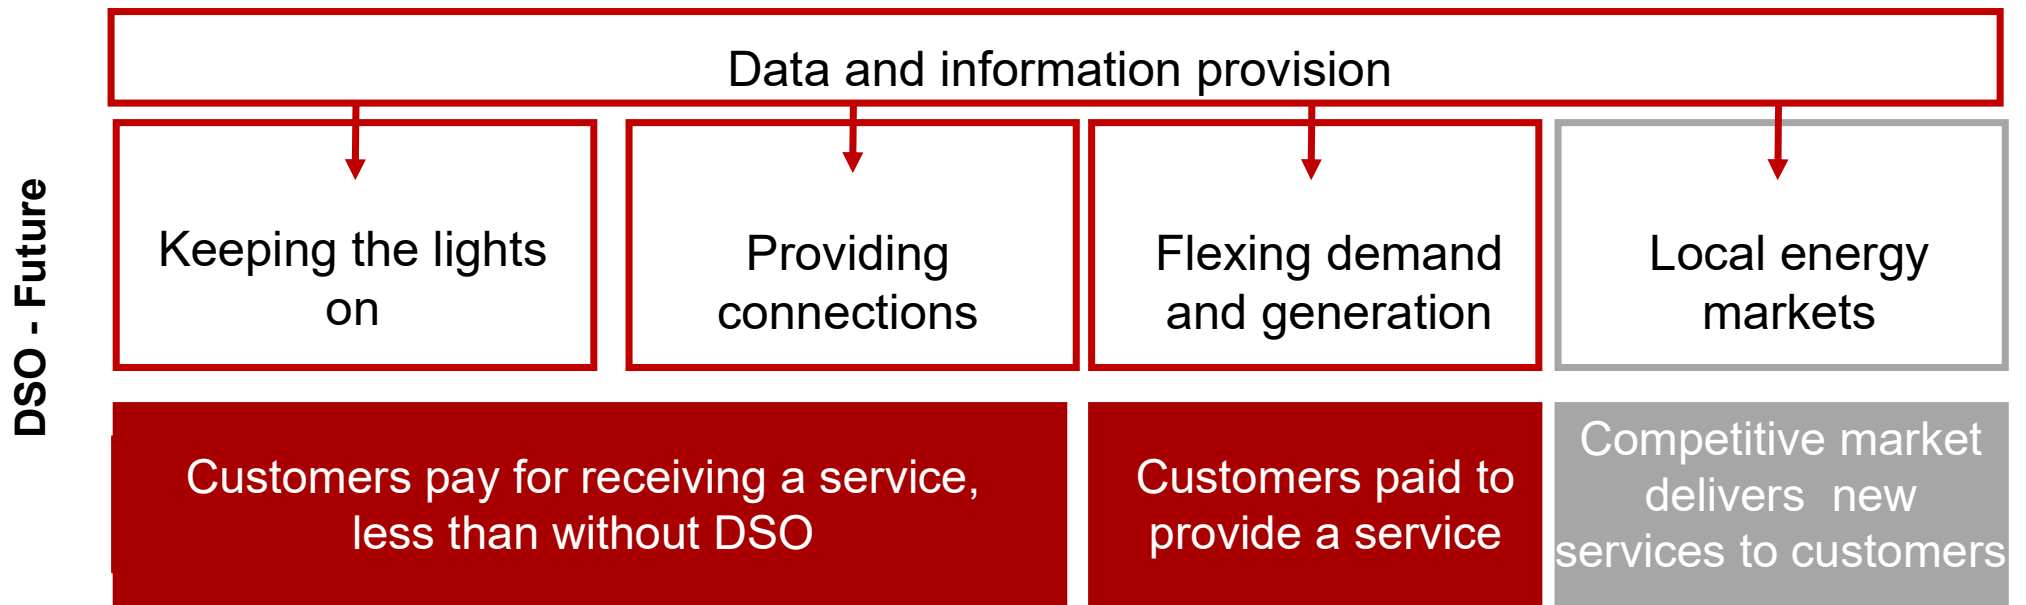 DSO - Future
Data and information provision
Keeping the lights
on
Providing
connections
Flexing demand
and generation
Local energy
markets
Customers pay for receiving a service,
less than without DSO
Customers paid to
provide a service
Competitive market
delivers  new
services to customers